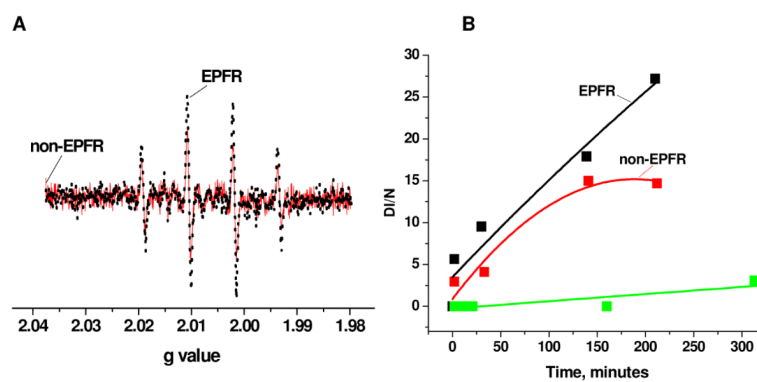 A
EPFR
non-EPFR
2.04 2.03 2.02 2.01 2.00 1.99 1.98
g value
B
30
25
20
15
10
5
0
DI/N
EPFR
non-EPFR
0 50 100 150 200 250 300
Time, minutes